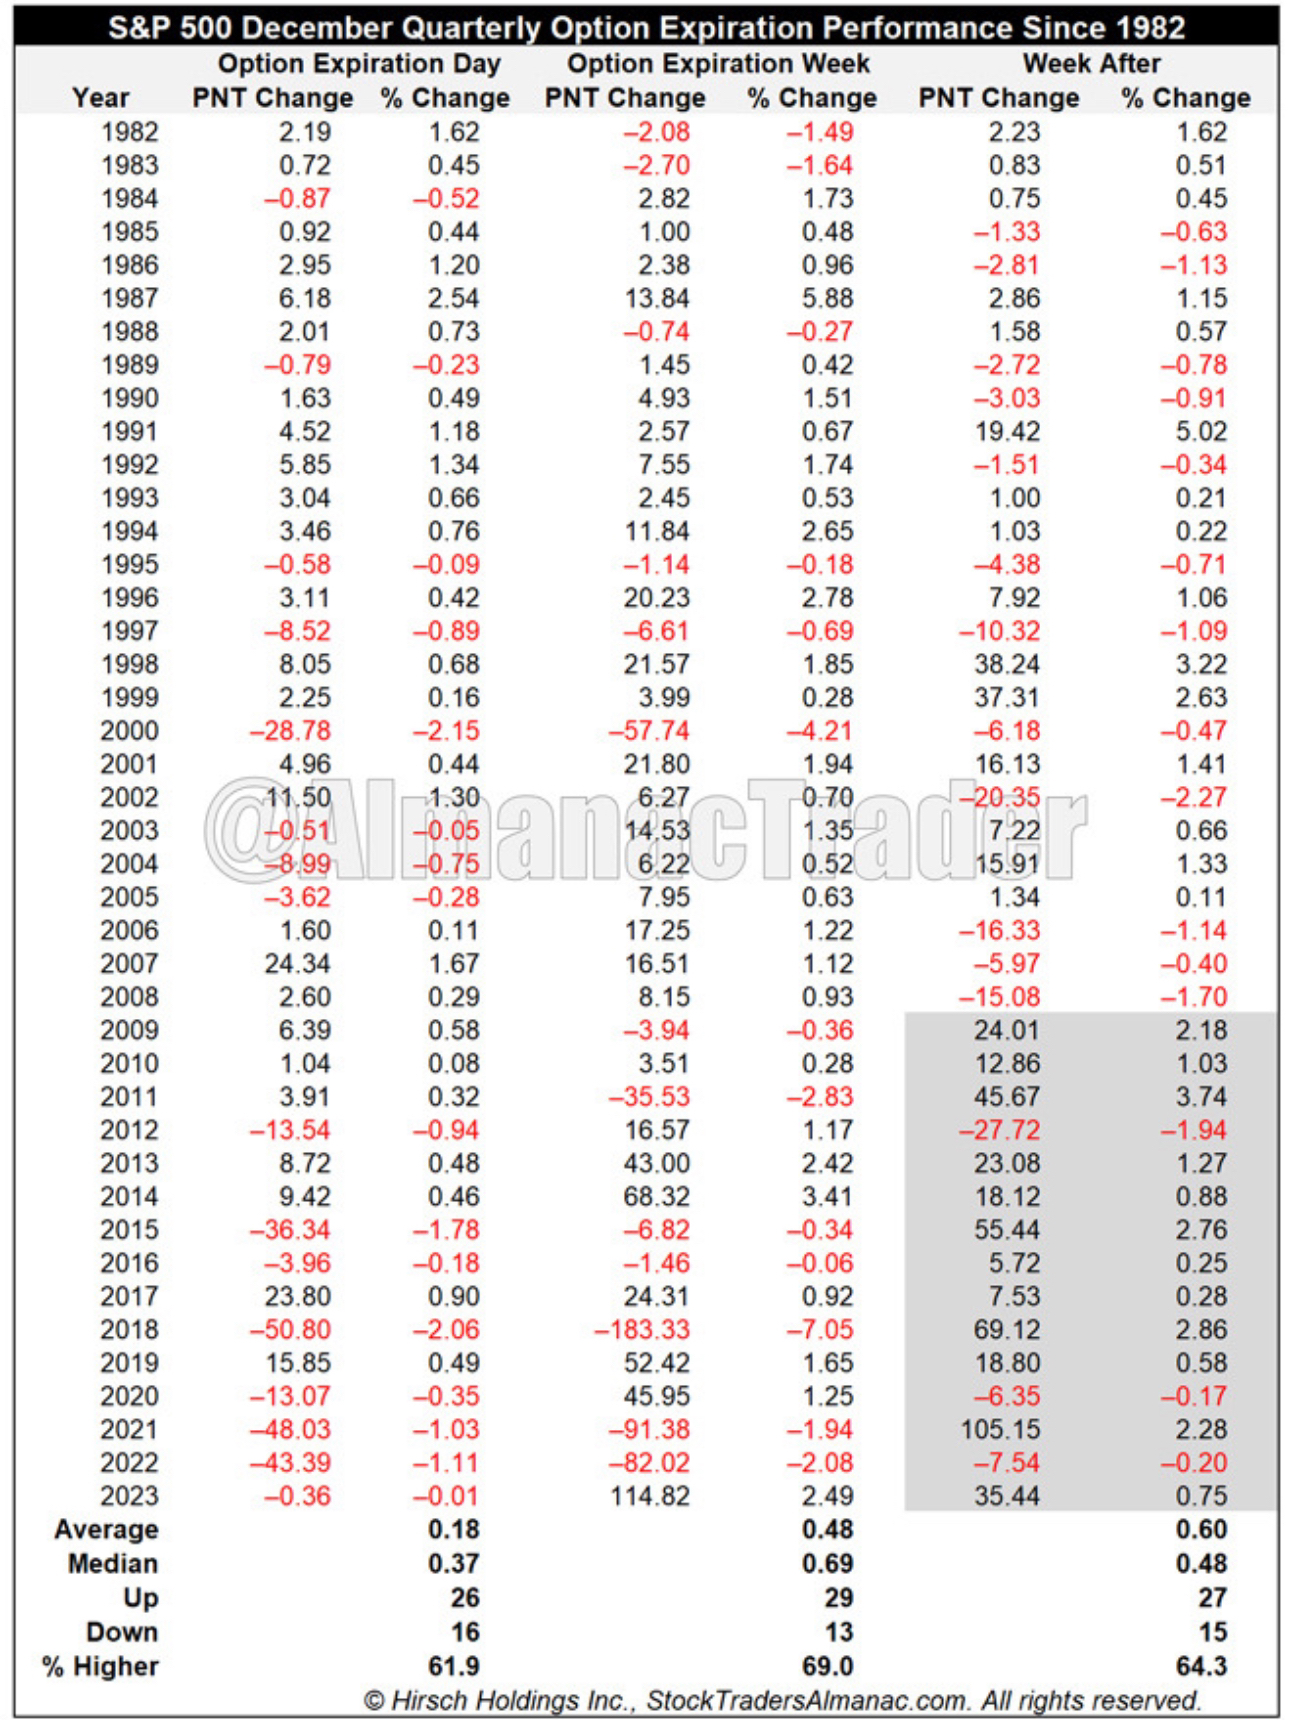 S&P 500 December Quarterly Option Expiration Performance Since 1982
Option Expiration Day Option Expiration Week Week After
Year PNT Change % Change PNT Change % Change PNT Change % Change
1982 2.19 1.62 –2.08 –1.49 2.23 1.62
1983 0.72 0.45 –2.70 –1.64 0.83 0.51
1984 –0.87 –0.52 2.82 1.73 0.75 0.45
1985 0.92 0.44 1.00 0.48 –1.33 –0.63
1986 2.95 1.20 2.38 0.96 –2.81 –1.13
1987 6.18 2.54 13.84 5.88 2.86 1.15
1988 2.01 0.73 –0.74 –0.27 1.58 0.57
1989 –0.79 –0.23 1.45 0.42 –2.72 –0.78
1990 1.63 0.49 4.93 1.51 –3.03 –0.91
1991 4.52 1.18 2.57 0.67 19.42 5.02
1992 5.85 1.34 7.55 1.74 –1.51 –0.34
1993 3.04 0.66 2.45 0.53 1.00 0.21
1994 3.46 0.76 11.84 2.65 1.03 0.22
1995 –0.58 –0.09 –1.14 –0.18 –4.38 –0.71
1996 3.11 0.42 20.23 2.78 7.92 1.06
1997 –8.52 –0.89 –6.61 –0.69 –10.32 –1.09
1998 8.05 0.68 21.57 1.85 38.24 3.22
1999 2.25 0.16 3.99 0.28 37.31 2.63
2000 –28.78 –2.15 –57.74 –4.21 –6.18 –0.47
2001 4.96 0.44 21.80 1.94 16.13 1.41
2002 11.50 1.30 6.27 0.70 –20.35 –2.27
@AlmanacTrader
2003 –0.51 –0.05 14.53 1.35 7.22 0.66
2004 –8.99 –0.75 6.22 0.52 15.91 1.33
2005 –3.62 –0.28 7.95 0.63 1.34 0.11
2006 1.60 0.11 17.25 1.22 –16.33 –1.14
2007 24.34 1.67 16.51 1.12 –5.97 –0.40
2008 2.60 0.29 8.15 0.93 –15.08 –1.70
2009 6.39 0.58 –3.94 –0.36 24.01 2.18
2010 1.04 0.08 3.51 0.28 12.86 1.03
2011 3.91 0.32 –35.53 –2.83 45.67 3.74
2012 –13.54 –0.94 16.57 1.17 –27.72 –1.94
2013 8.72 0.48 43.00 2.42 23.08 1.27
2014 9.42 0.46 68.32 3.41 18.12 0.88
2015 –36.34 –1.78 –6.82 –0.34 55.44 2.76
2016 –3.96 –0.18 –1.46 –0.06 5.72 0.25
2017 23.80 0.90 24.31 0.92 7.53 0.28
2018 –50.80 –2.06 –183.33 –7.05 69.12 2.86
2019 15.85 0.49 52.42 1.65 18.80 0.58
2020 –13.07 –0.35 45.95 1.25 –6.35 –0.17
2021 –48.03 –1.03 –91.38 –1.94 105.15 2.28
2022 –43.39 –1.11 –82.02 –2.08 –7.54 –0.20
2023 –0.36 –0.01 114.82 2.49 35.44 0.75
Average 0.18 0.48 0.60
Median 0.37 0.69 0.48
Up 26 29 27
Down 16 13 15
% Higher 61.9 69.0 64.3
© Hirsch Holdings Inc., StockTradersAlmanac.com. All rights reserved.